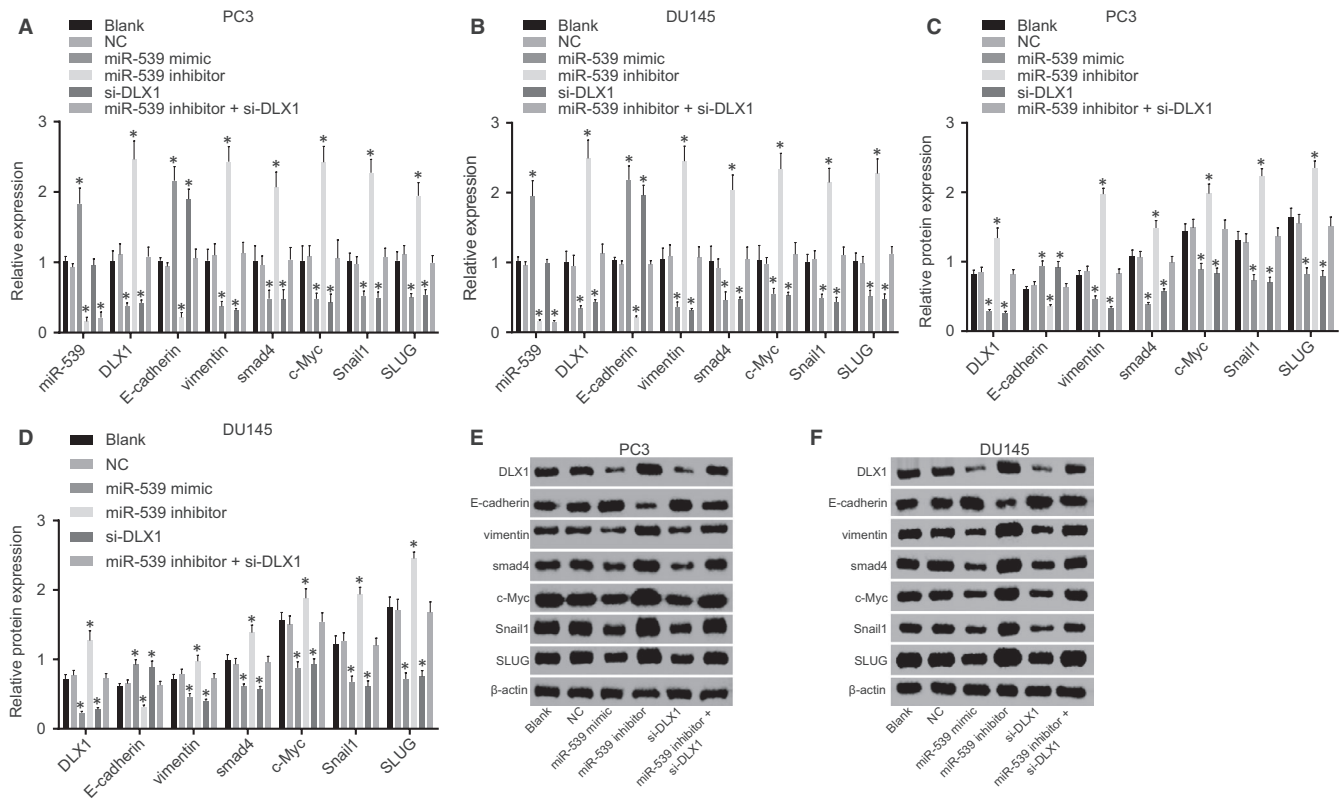 A
PC3
Blank
NC
miR-539 mimic
miR-539 inhibitor
si-DLX1
miR-539 inhibitor + si-DLX1
Relative expression
3
2
1
0
* * * * * * * * * * * * * * * * * * * * * * * *
miR-539
DLX1
E-cadherin
vimentin
smad4
c-Myc
Snail1
SLUG
B
DU145
Blank
NC
miR-539 mimic
miR-539 inhibitor
si-DLX1
miR-539 inhibitor + si-DLX1
Relative expression
3
2
1
0
* * * * * * * * * * * * * * * * * * * * * * * *
miR-539
DLX1
E-cadherin
vimentin
smad4
c-Myc
Snail1
SLUG
C
PC3
Blank
NC
miR-539 mimic
miR-539 inhibitor
si-DLX1
miR-539 inhibitor + si-DLX1
Relative protein expression
3
2
1
0
* * * * * * * * * * * * * * * * * * * * *
DLX1
E-cadherin
vimentin
smad4
c-Myc
Snail1
SLUG
D
DU145
Blank
NC
miR-539 mimic
miR-539 inhibitor
si-DLX1
miR-539 inhibitor + si-DLX1
Relative protein expression
3
2
1
0
* * * * * * * * * * * * * * * * * * * * *
DLX1
E-cadherin
vimentin
smad4
c-Myc
Snail1
SLUG
E
PC3
DLX1
E-cadherin
vimentin
smad4
c-Myc
Snail1
SLUG
β-actin
Blank
NC
miR-539 mimic
miR-539 inhibitor
si-DLX1
miR-539 inhibitor +
si-DLX1
F
DU145
DLX1
E-cadherin
vimentin
smad4
c-Myc
Snail1
SLUG
β-actin
Blank
NC
miR-539 mimic
miR-539 inhibitor
si-DLX1
miR-539 inhibitor +
si-DLX1